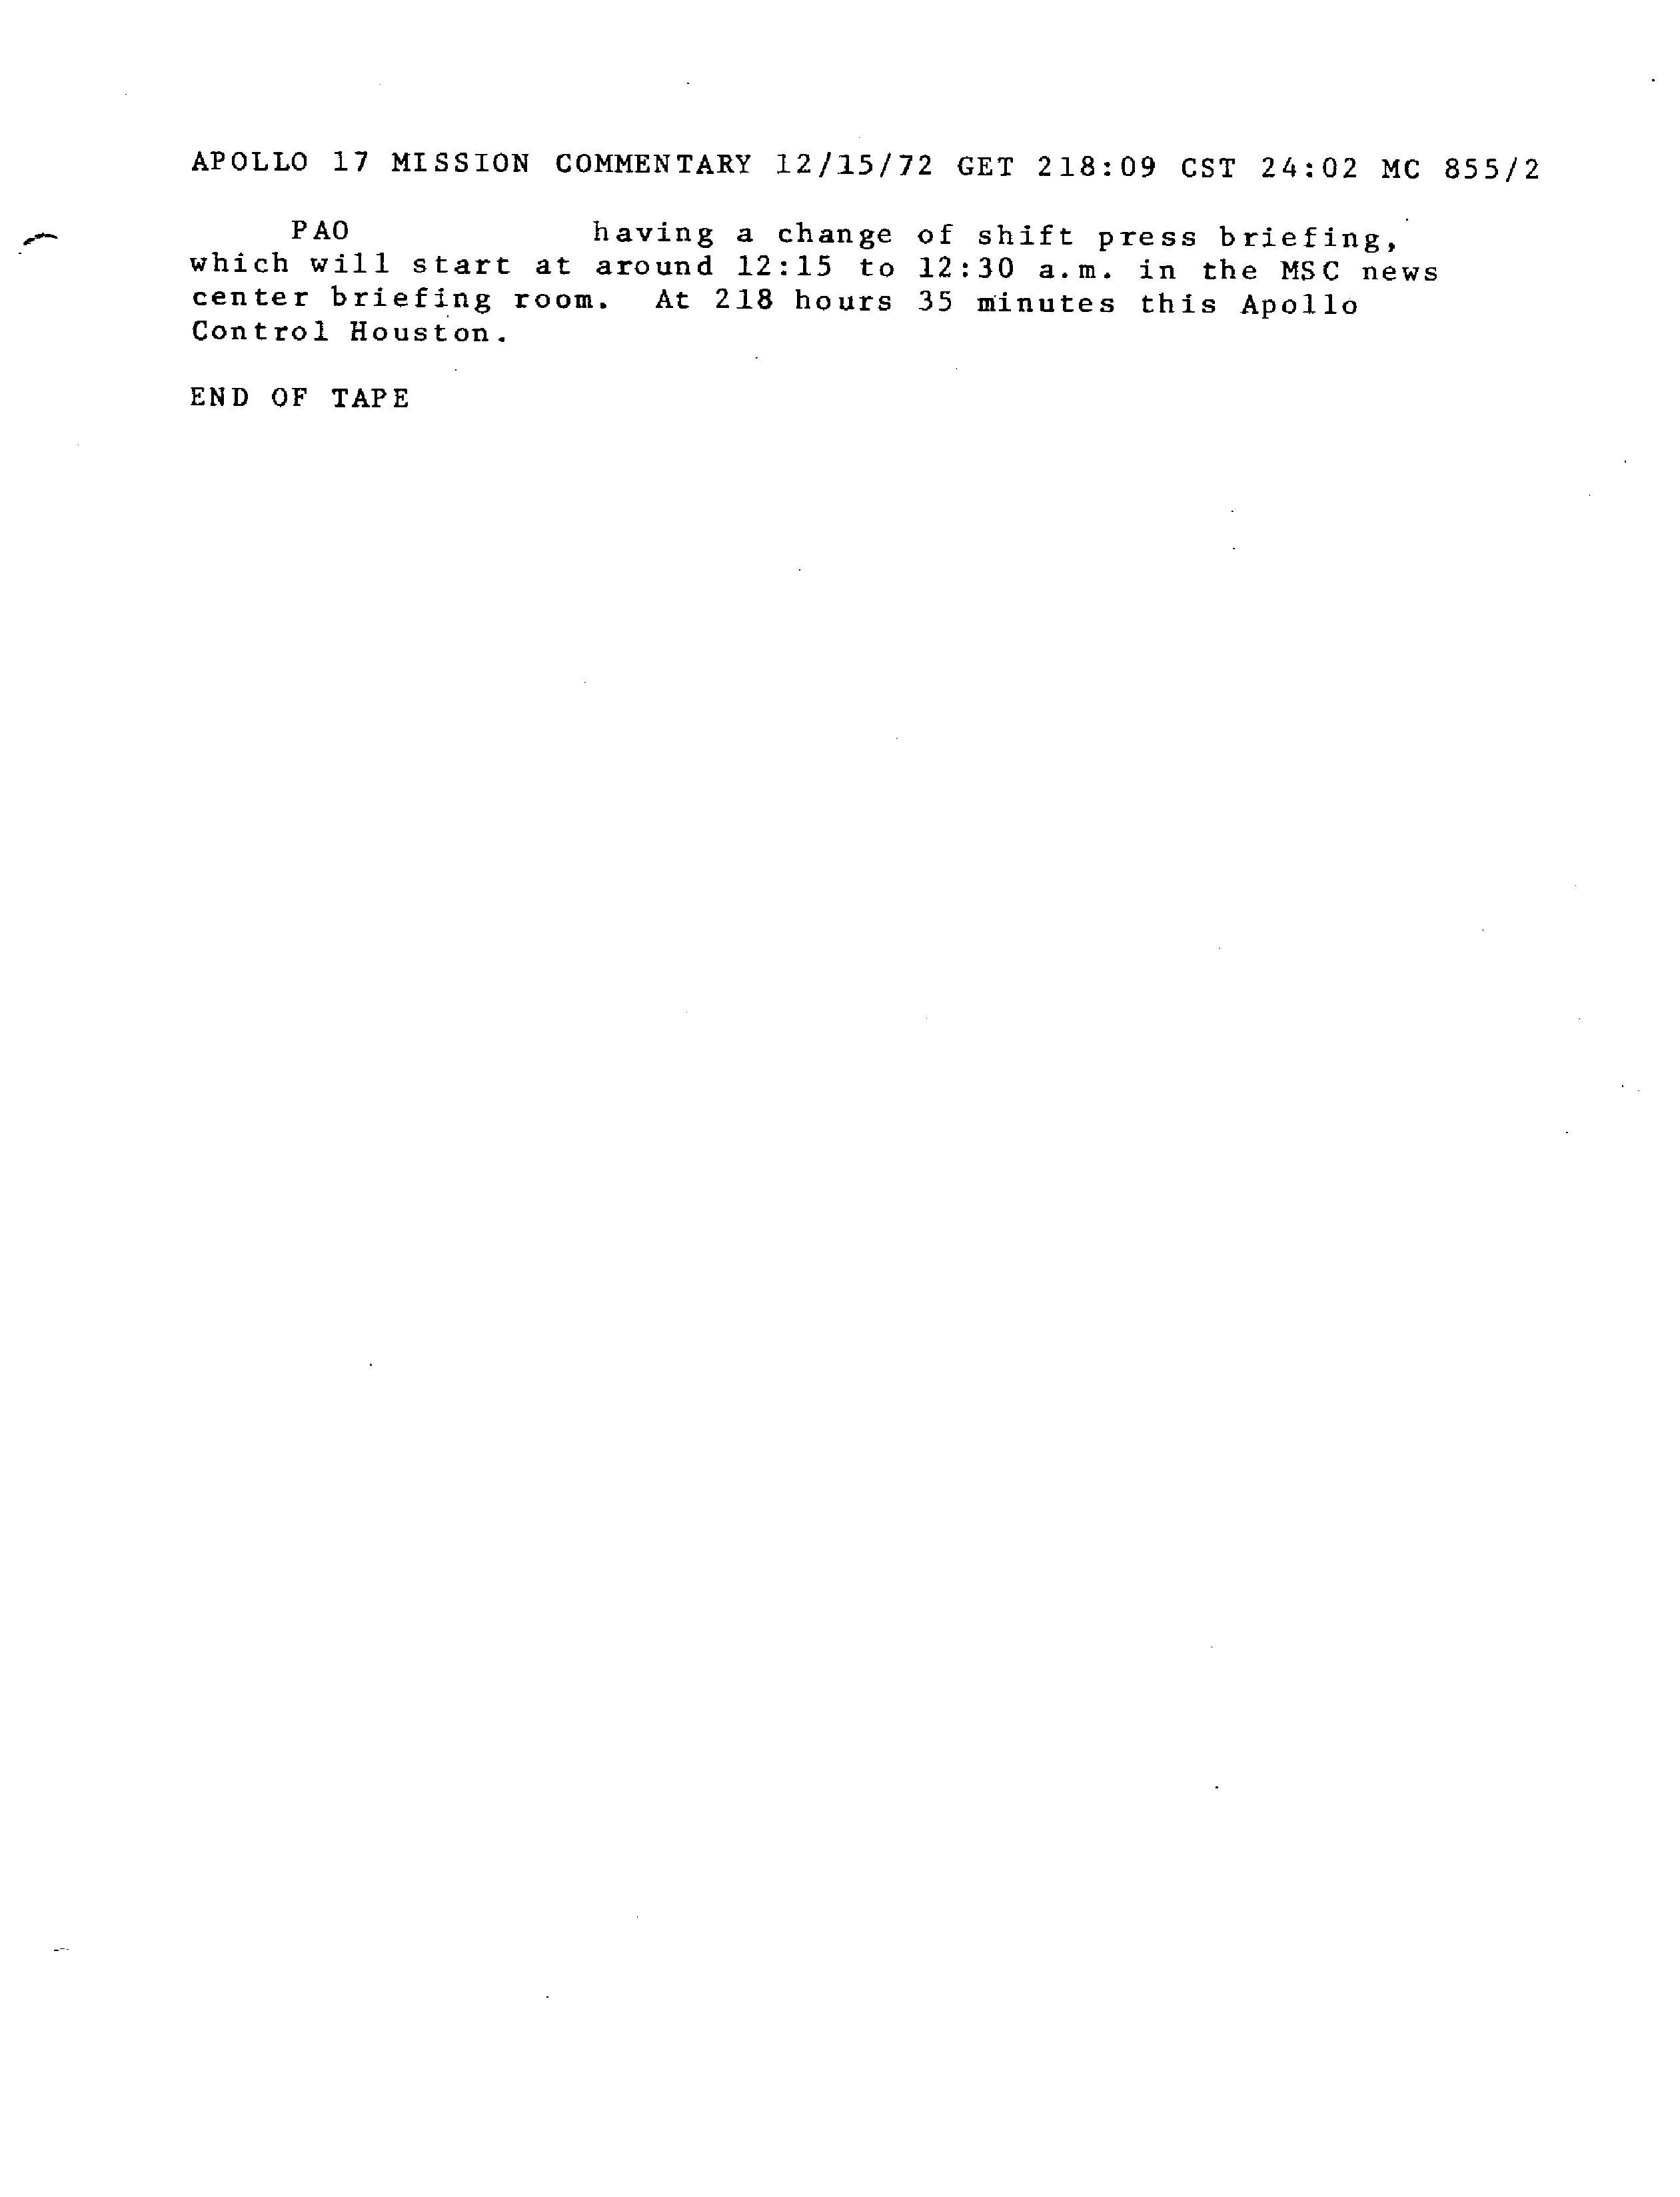 APOLLO 17 MISSION COMMENTARY 12/15/72 GET 218:09 CST 24:02 MC 855/2
PAO having a change of shift press briefing,
which will start at around 12:15 to 12:30 a.m. in the MSC news
center briefing room. At 218 hours 35 minutes this Apollo
Control Houston.
END OF TAPE